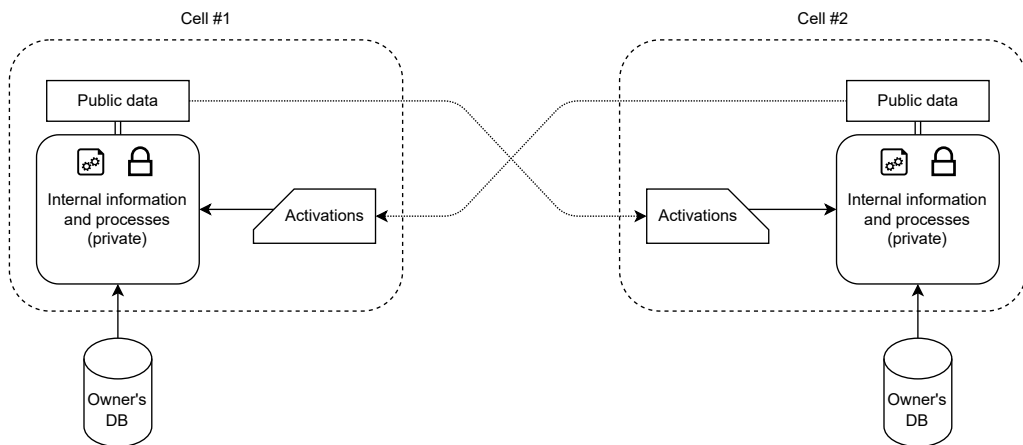 Cell #1
Public data
Internal information
and processes
(private)
Activations
Owner's
DB
Cell #2
Public data
Activations
Internal information
and processes
(private)
Owner's
DB